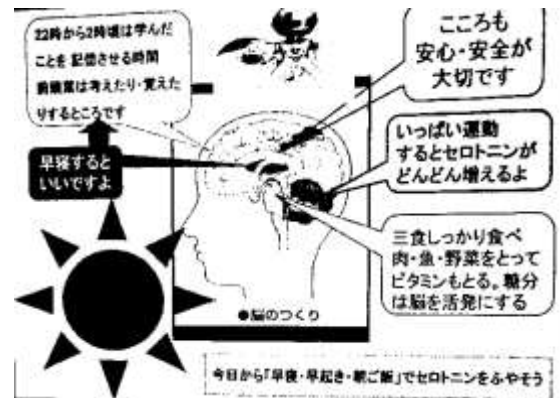 22時から2時頃は学んだ
ことを記憶させる時間
前頭葉は考えたり・覚えた
りするところです
早寝すると
いいですよ
こころも
安心・安全が
大切です
いっぱい運動
するとセロトニンが
どんどん増えるよ
三食しっかり食べ
肉・魚・野菜をとって
ビタミンもとる。糖分
は脳を活発にする
●脳のつくり
今日から「早寝・早起き・朝ご飯」でセロトニンをふやそう